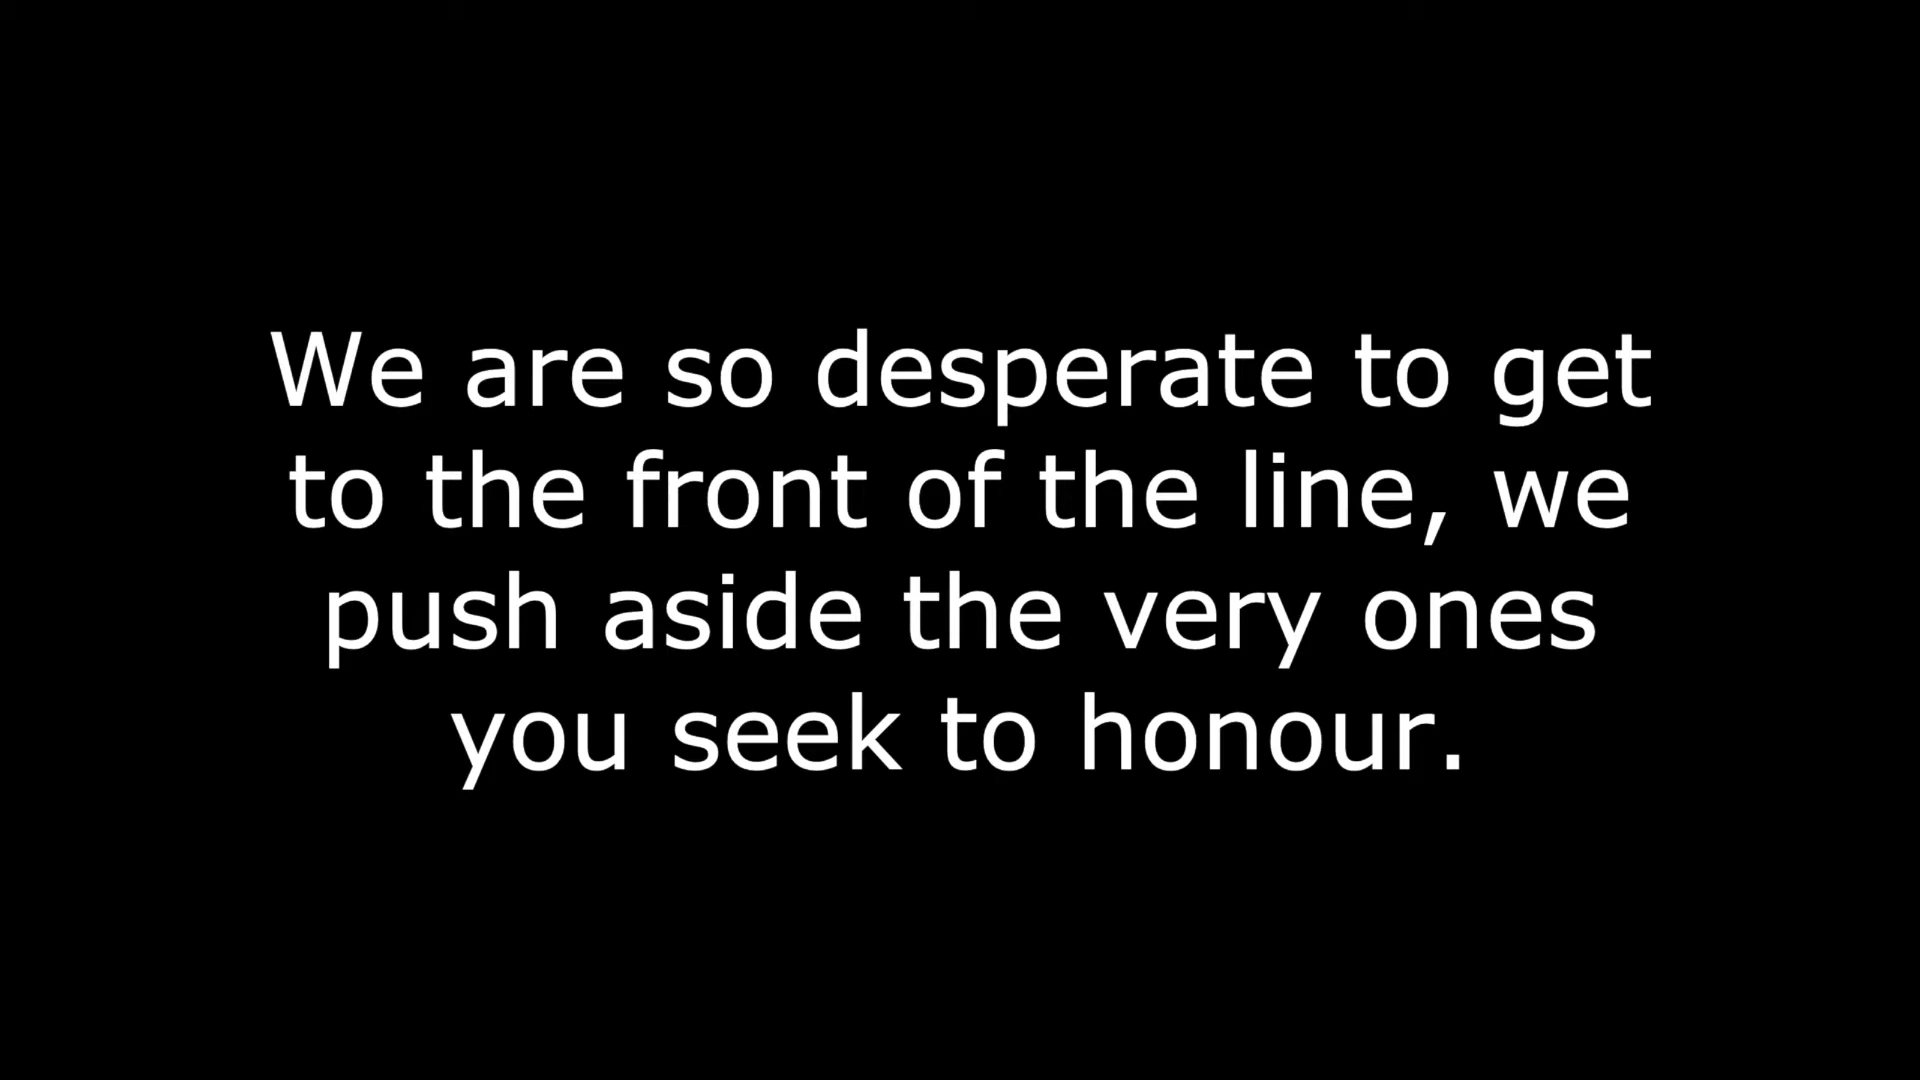 We are so desperate to get
to the front of the line, we
push aside the very ones
you seek to honour.